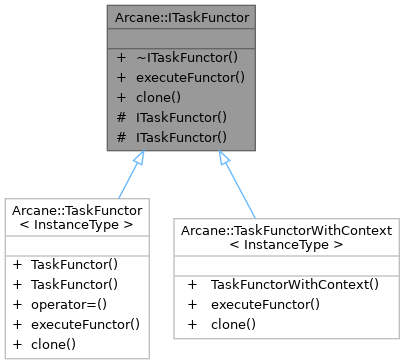 Arcane::ITaskFunctor
+ ~ITaskFunctor()
+ executeFunctor()
+ clone()
# ITaskFunctor()
# ITaskFunctor()
Arcane::TaskFunctor
< InstanceType >
+ TaskFunctor()
+ TaskFunctor()
+ operator=()
+ executeFunctor()
+ clone()
Arcane::TaskFunctorWithContext
< InstanceType >
+ TaskFunctorWithContext()
+ executeFunctor()
+ clone()